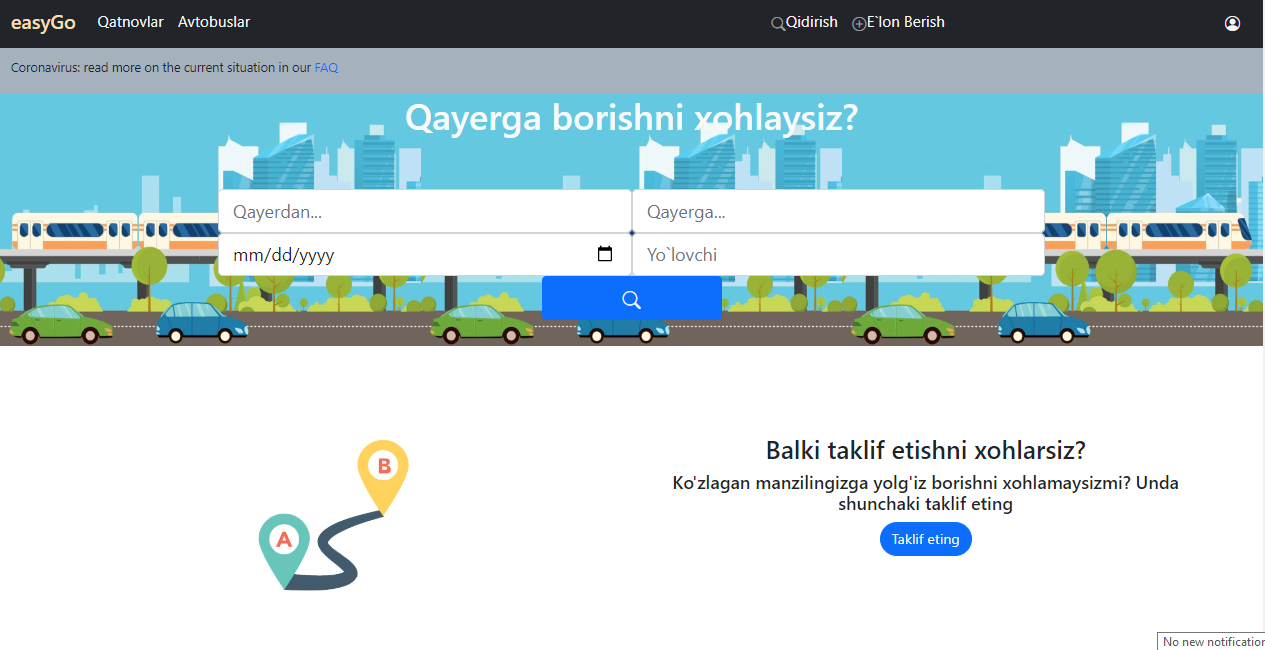 easyGo Qatnovlar Avtobuslar Qidirish E`lon Berish
Coronavirus: read more on the current situation in our FAQ
Qayerga borishni xohlaysiz?
Qayerdan... Qayerga...
mm/dd/yyyy Yo`lovchi
B
A
Balki taklif etishni xohlarsiz?
Ko'zlagan manzilingizga yolg'iz borishni xohlamaysizmi? Unda
shunchaki taklif eting
Taklif eting
No new notification